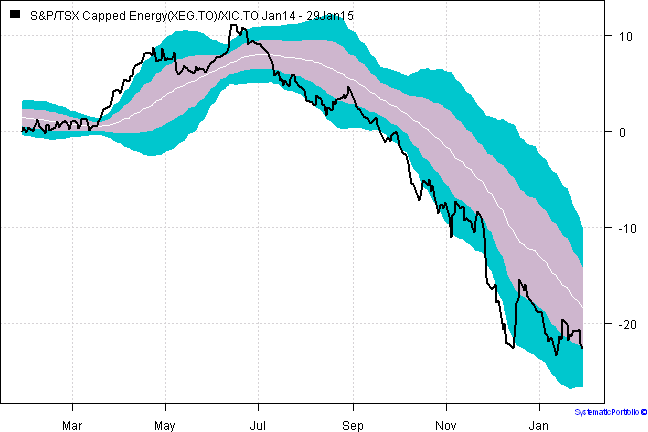 S&P/TSX Capped Energy(XEG.TO)/XIC.TO Jan14 - 29Jan15
10
0
-10
-20
Mar May Jul Sep Nov Jan
SystematicPortfolio ©